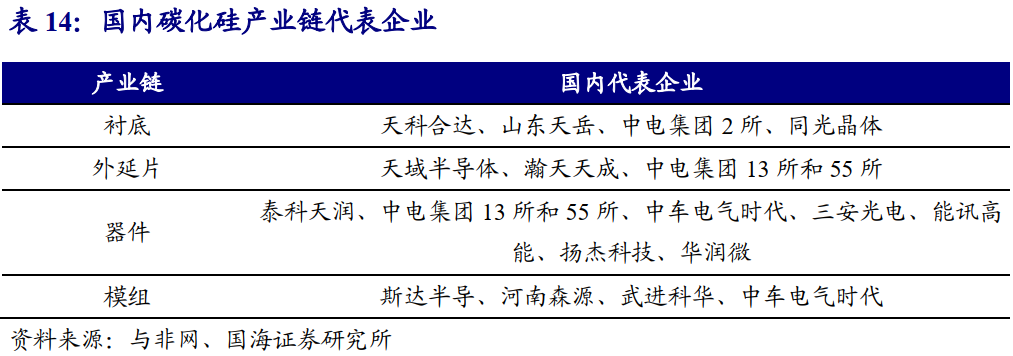 表 14：国内碳化硅产业链代表企业
产业链 国内代表企业
衬底 天科合达、山东天岳、中电集团 2 所、同光晶体
外延片 天域半导体、瀚天天成、中电集团 13 所和 55 所
器件 泰科天润、中电集团 13 所和 55 所、中车电气时代、三安光电、能讯高
能、扬杰科技、华润微
模组 斯达半导、河南森源、武进科华、中车电气时代
资料来源：与非网、国海证券研究所